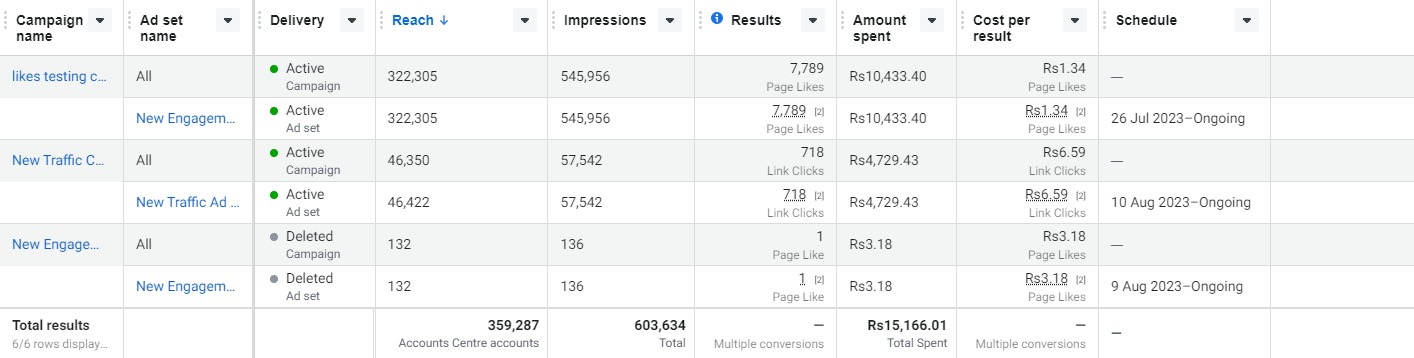 Campaign name Ad set name Delivery Reach ↓ Impressions Results Amount spent Cost per result Schedule
likes testing c... All Active 322,305 545,956 7,789 Rs10,433.40 Rs1.34 —
Campaign Page Likes Page Likes
New Engagem... Active 322,305 545,956 7,789 [2] Rs10,433.40 Rs1.34 [2] 26 Jul 2023–Ongoing
Ad set Page Likes Page Likes
New Traffic C... All Active 46,350 57,542 718 Rs4,729.43 Rs6.59 —
Campaign Link Clicks Link Clicks
New Traffic Ad ... Active 46,422 57,542 718 [2] Rs4,729.43 Rs6.59 [2] 10 Aug 2023–Ongoing
Ad set Link Clicks Link Clicks
New Engage... All Deleted 132 136 1 Rs3.18 Rs3.18 —
Campaign Page Like Page Likes
New Engagem... Deleted 132 136 1 [2] Rs3.18 Rs3.18 [2] 9 Aug 2023–Ongoing
Ad set Page Like Page Likes
Total results 359,287 603,634 — Rs15,166.01 — —
6/6 rows display... Accounts Centre accounts Total Multiple conversions Total Spent Multiple conversions